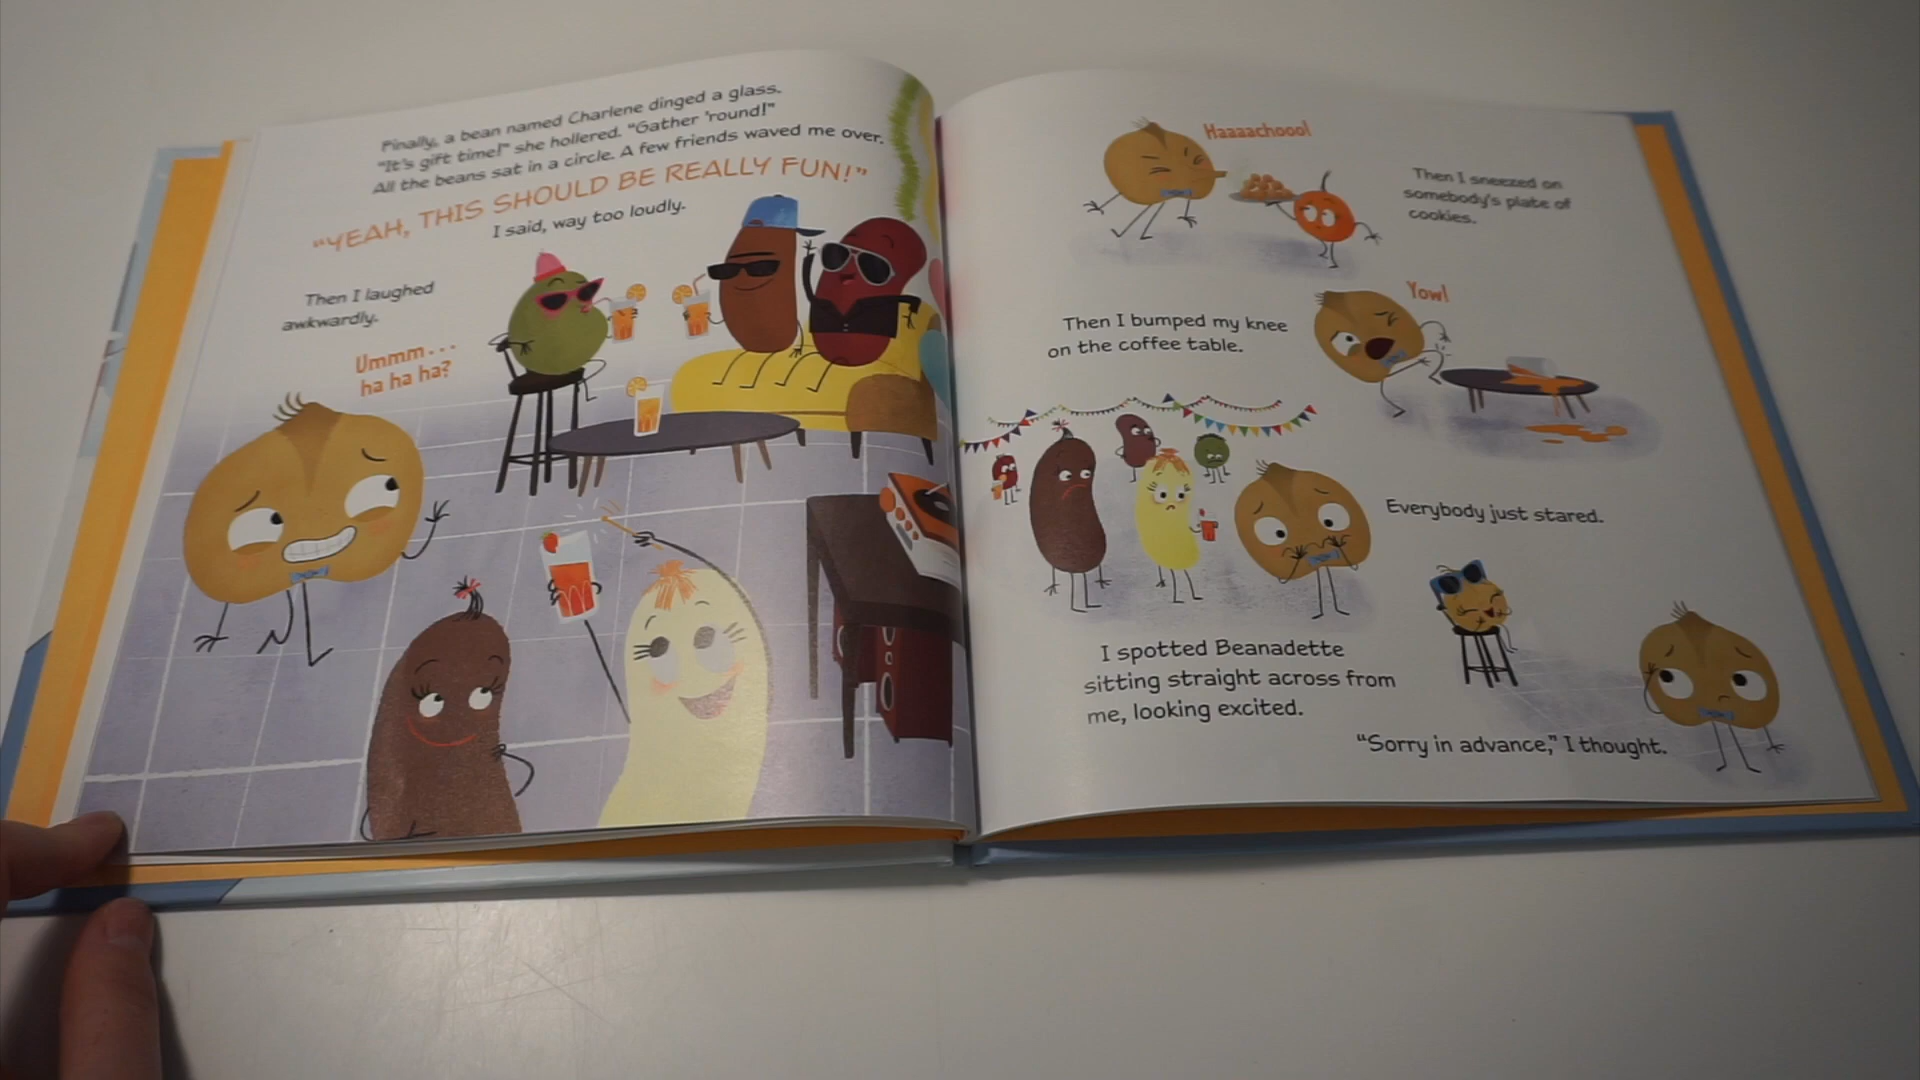 Finally, a bean named Charlene dinged a glass.
"It's gift time!" she hollered. "Gather 'round!"
All the beans sat in a circle. A few friends waved me over.
"YEAH, THIS SHOULD BE REALLY FUN!"
I said, way too loudly.
Then I laughed
awkwardly.
Ummm...
ha ha ha?
Haaaachooo!
Then I sneezed on
somebody's plate of
cookies.
Yow!
Then I bumped my knee
on the coffee table.
Everybody just stared.
I spotted Beanadette
sitting straight across from
me, looking excited.
"Sorry in advance," I thought.